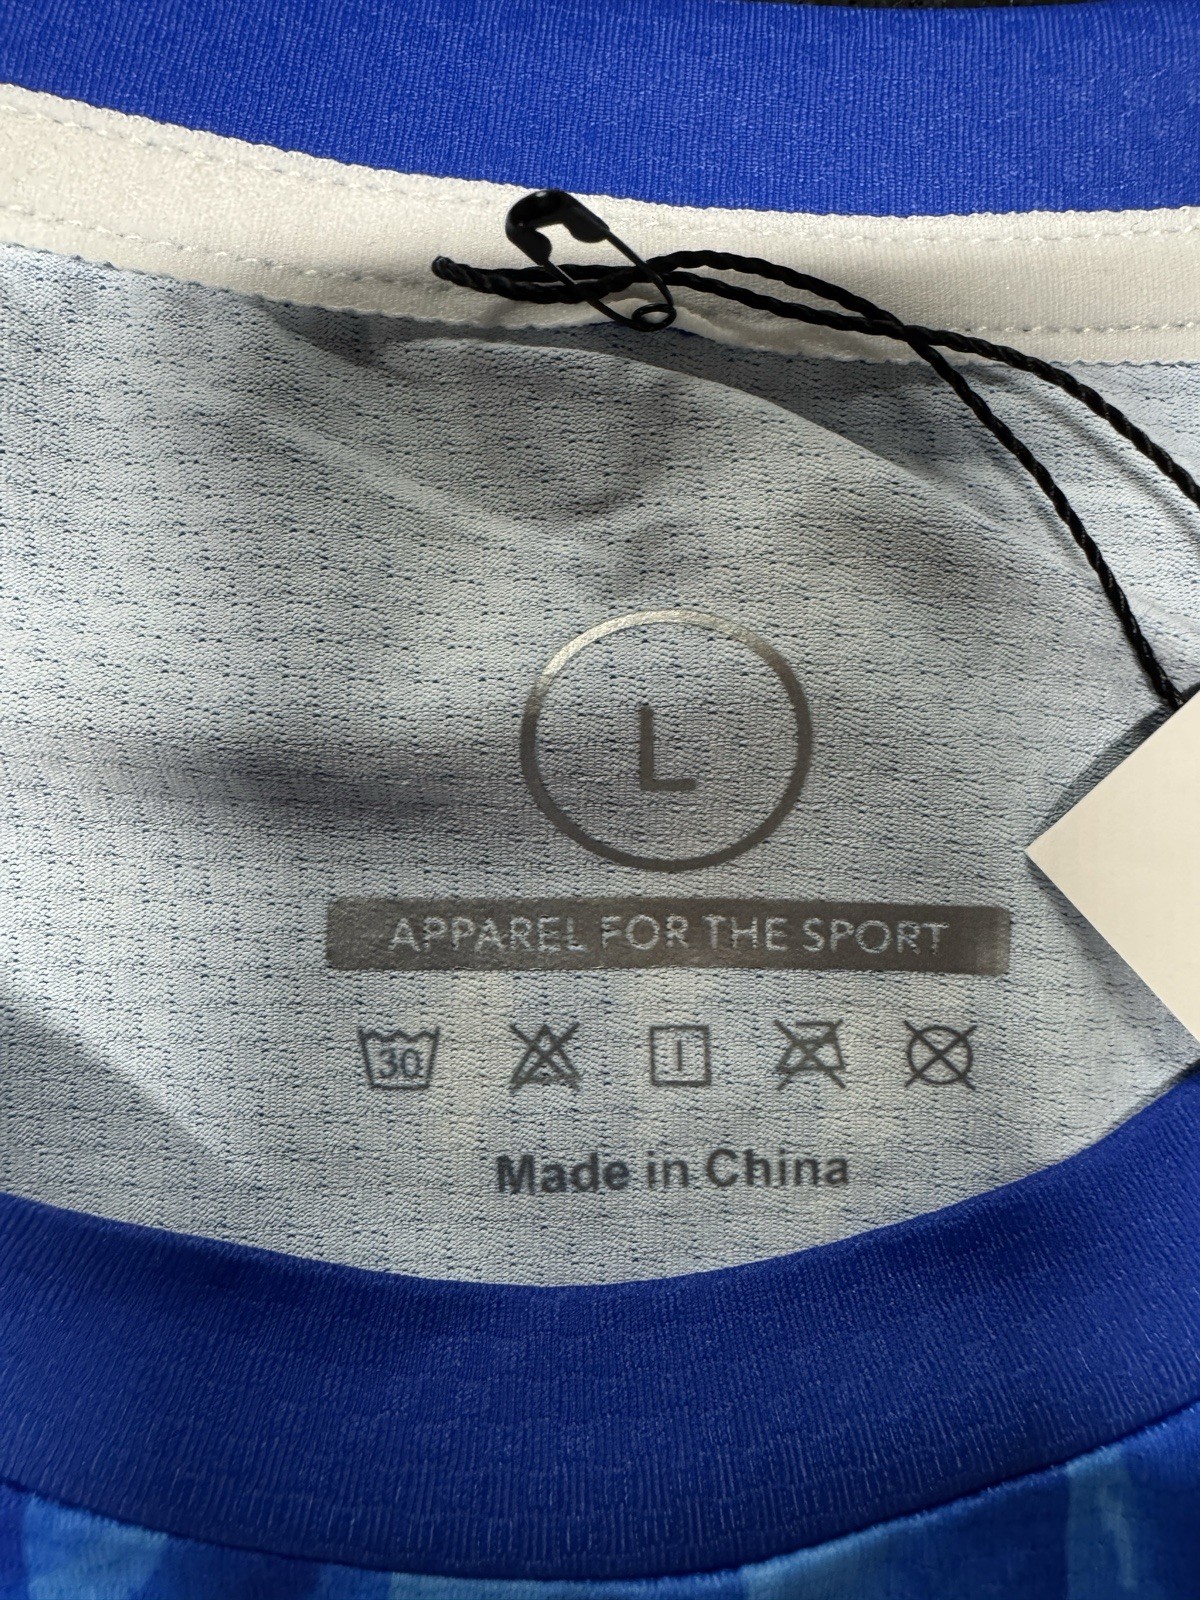 L
APPAREL FOR THE SPORT
30
Made in China